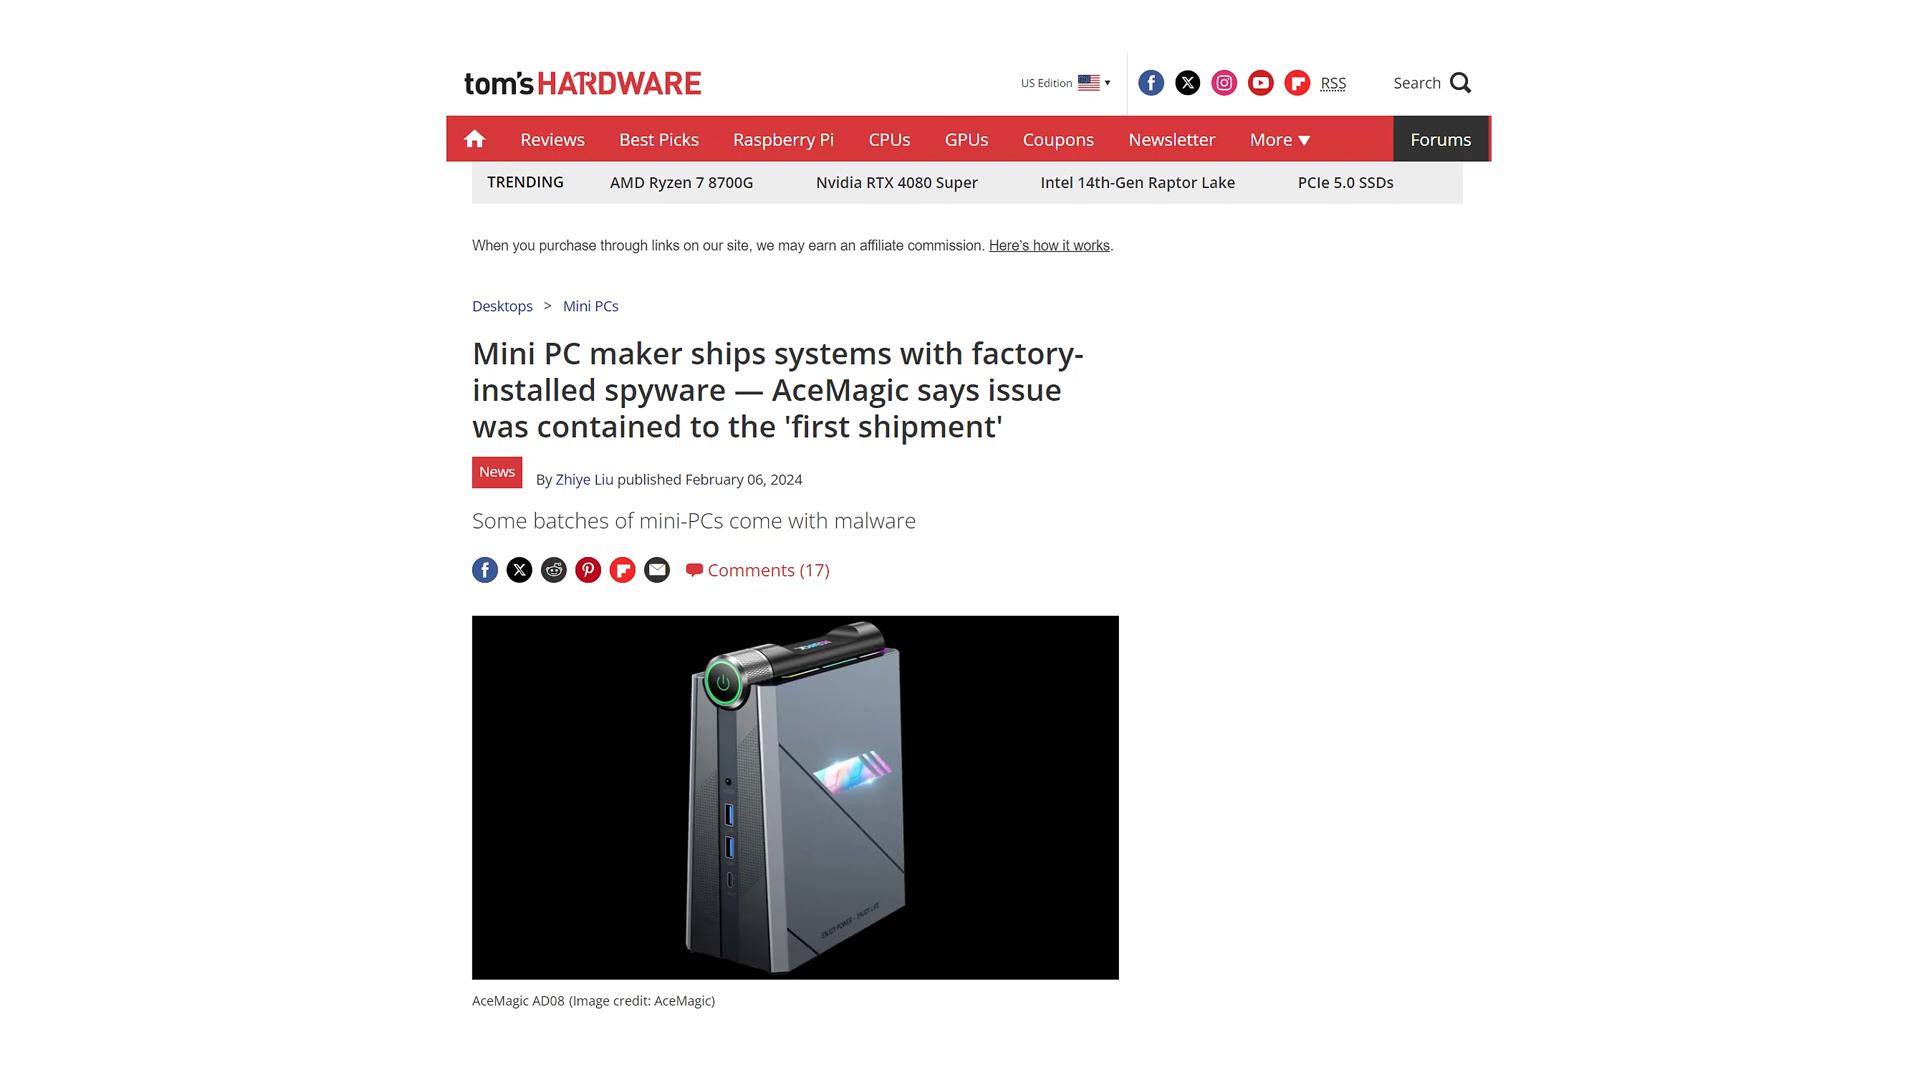 tom's HARDWARE
US Edition
RSS
Search
Reviews
Best Picks
Raspberry Pi
CPUs
GPUs
Coupons
Newsletter
More
Forums
TRENDING
AMD Ryzen 7 8700G
Nvidia RTX 4080 Super
Intel 14th-Gen Raptor Lake
PCIe 5.0 SSDs
When you purchase through links on our site, we may earn an affiliate commission. Here's how it works.
Desktops > Mini PCs
Mini PC maker ships systems with factory-
installed spyware — AceMagic says issue
was contained to the 'first shipment'
News
By Zhiye Liu published February 06, 2024
Some batches of mini-PCs come with malware
Comments (17)
ENJOY POWER - ENJOY LIFE
AceMagic AD08 (Image credit: AceMagic)